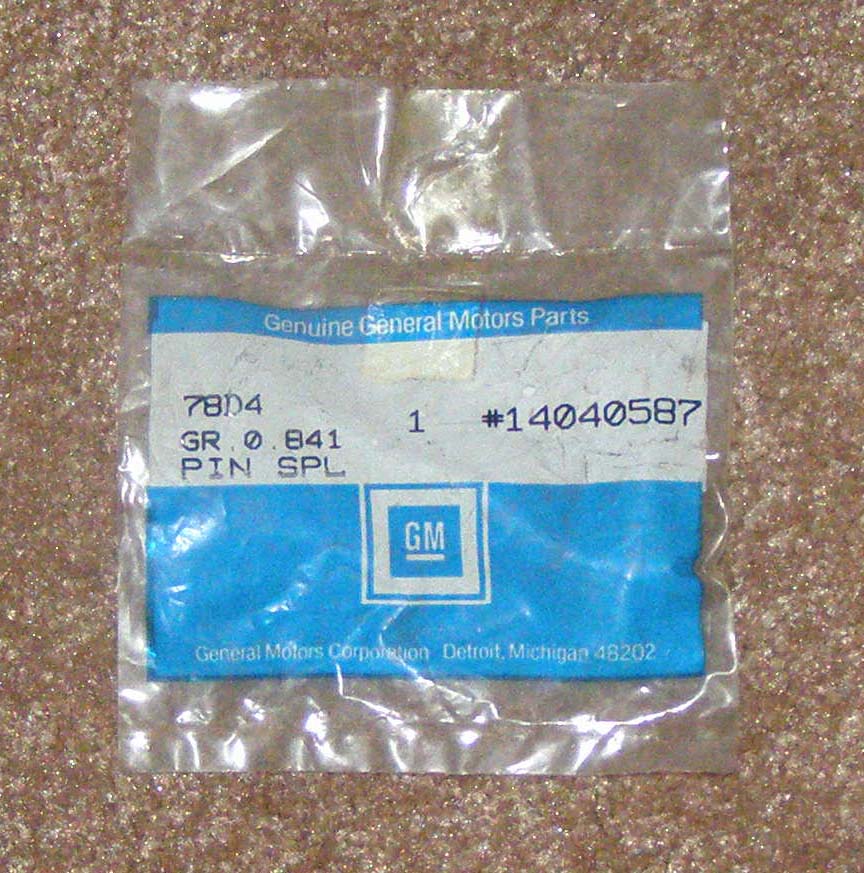 Genuine General Motors Parts
78D4
1 #14040587
GR.0.841
PIN SPL
GM
General Motors Corporation Detroit, Michigan 48202